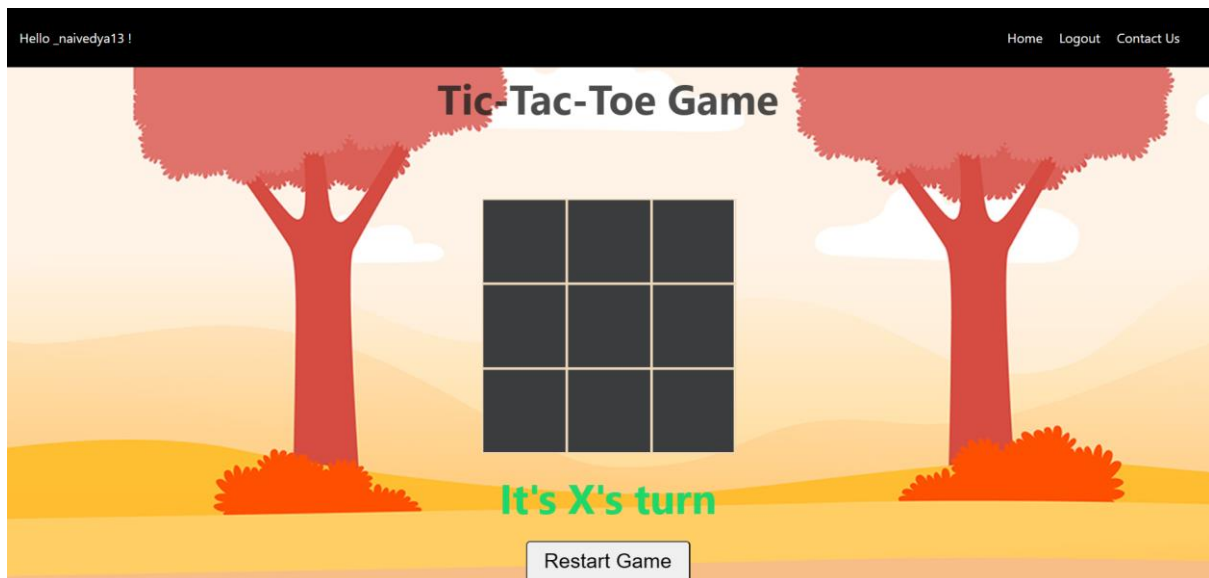 Hello _naivedya13 !
Home Logout Contact Us
Tic-Tac-Toe Game
It's X's turn
Restart Game